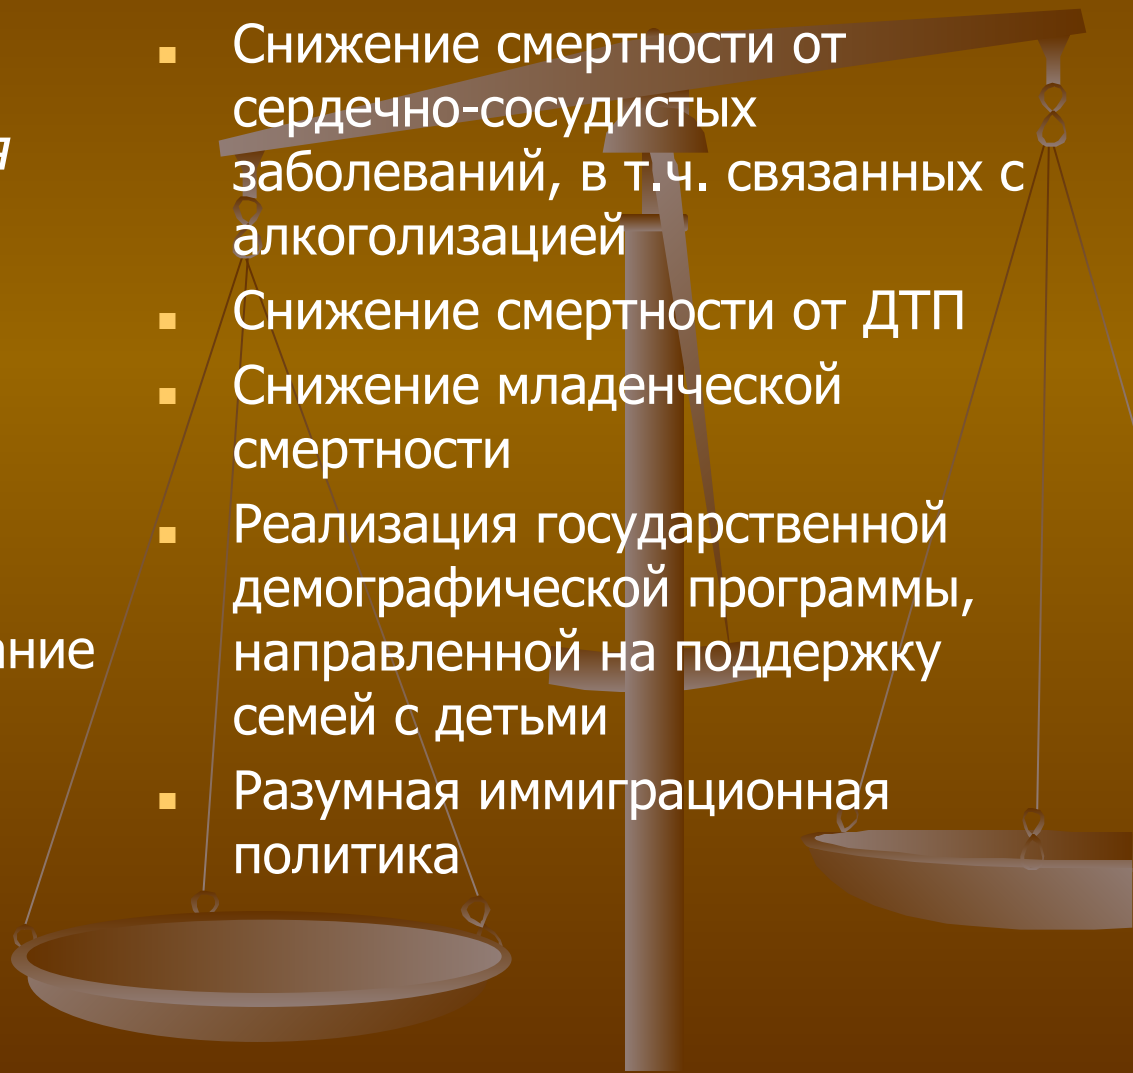 ■ Снижение смертности от
сердечно-сосудистых
заболеваний, в т.ч. связанных с
алкоголизацией
■ Снижение смертности от ДТП
■ Снижение младенческой
смертности
■ Реализация государственной
демографической программы,
направленной на поддержку
семей с детьми
■ Разумная иммиграционная
политика